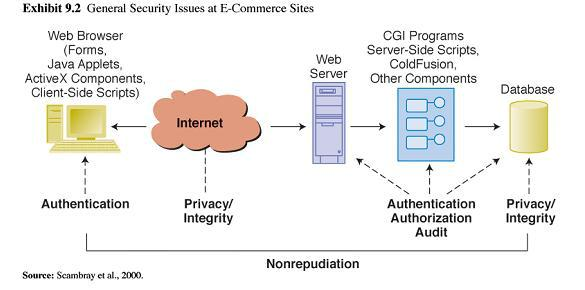 Exhibit 9.2 General Security Issues at E-Commerce Sites
Web Browser
(Forms,
Java Applets,
ActiveX Components,
Client-Side Scripts)
Internet
Web
Server
CGI Programs
Server-Side Scripts,
ColdFusion,
Other Components
Database
Authentication
Privacy/
Integrity
Authentication
Authorization
Audit
Privacy/
Integrity
Nonrepudiation
Source: Scambray et al., 2000.